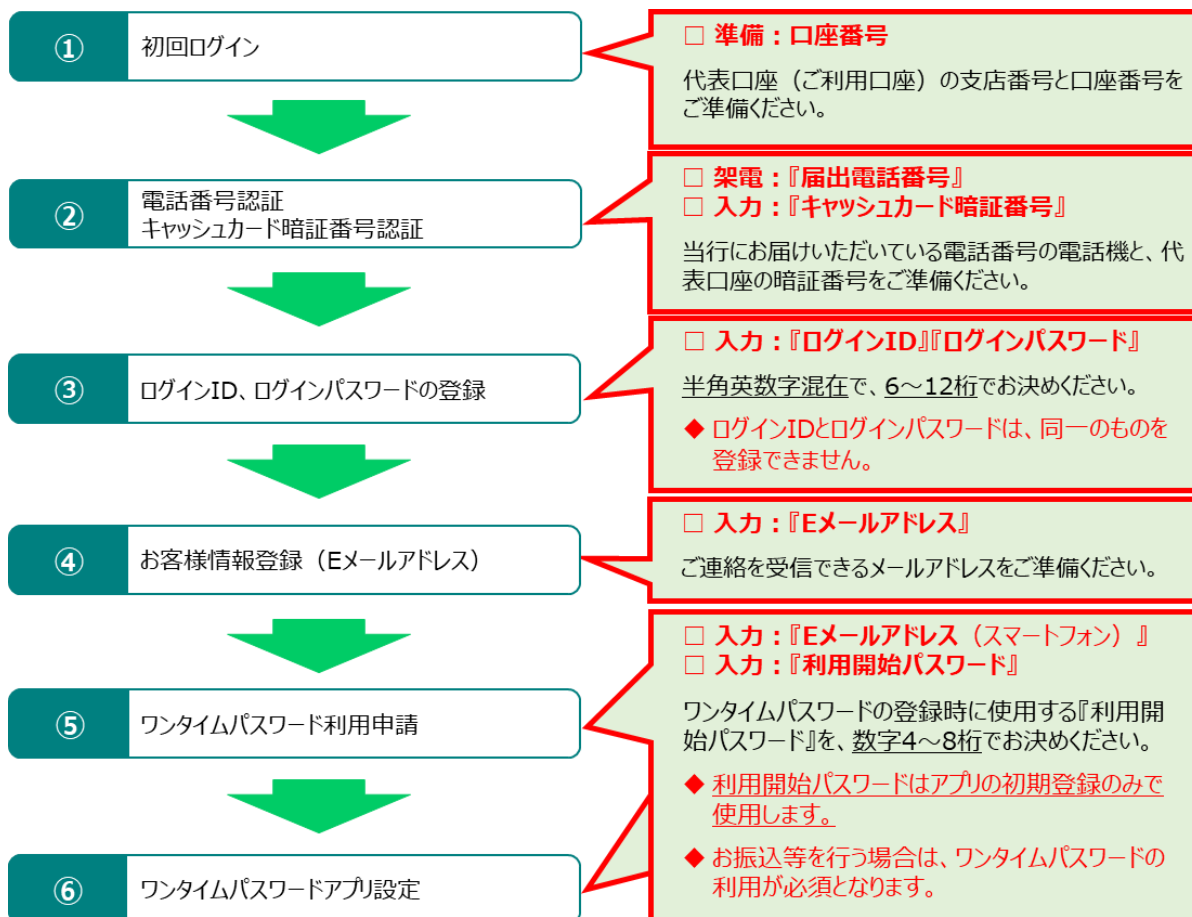 ① 初回ログイン
□ 準備：口座番号
代表口座（ご利用口座）の支店番号と口座番号を
ご準備ください。
② 電話番号認証
キャッシュカード暗証番号認証
□ 架電：『届出電話番号』
□ 入力：『キャッシュカード暗証番号』
当行にお届けいただいている電話番号の電話機と、代
表口座の暗証番号をご準備ください。
③ ログインID、ログインパスワードの登録
□ 入力：『ログインID』『ログインパスワード』
半角英数字混在で、6～12桁でお決めください。
◆ ログインIDとログインパスワードは、同一のものを
登録できません。
④ お客様情報登録（Eメールアドレス）
□ 入力：『Eメールアドレス』
ご連絡を受信できるメールアドレスをご準備ください。
⑤ ワンタイムパスワード利用申請
□ 入力：『Eメールアドレス（スマートフォン）』
□ 入力：『利用開始パスワード』
ワンタイムパスワードの登録時に使用する『利用開
始パスワード』を、数字4～8桁でお決めください。
◆ 利用開始パスワードはアプリの初期登録のみで
使用します。
◆ お振込等を行う場合は、ワンタイムパスワードの
利用が必須となります。
⑥ ワンタイムパスワードアプリ設定